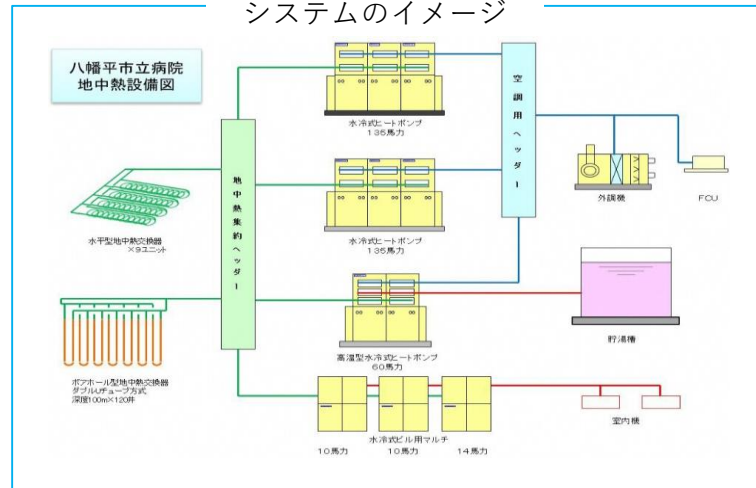 システムのイメージ
八幡平市立病院
地中熱設備図
水冷式ヒートポンプ
135馬力
空調用ヘッダー
地中熱集約ヘッダー
外調機
FCU
水平型地中熱交換器
×9ユニット
水冷式ヒートポンプ
135馬力
貯湯槽
高温型水冷式ヒートポンプ
60馬力
ボアホール型地中熱交換器
ダブルUチューブ方式
深度100m×120井
室内機
水冷式ビル用マルチ
10馬力 10馬力 14馬力